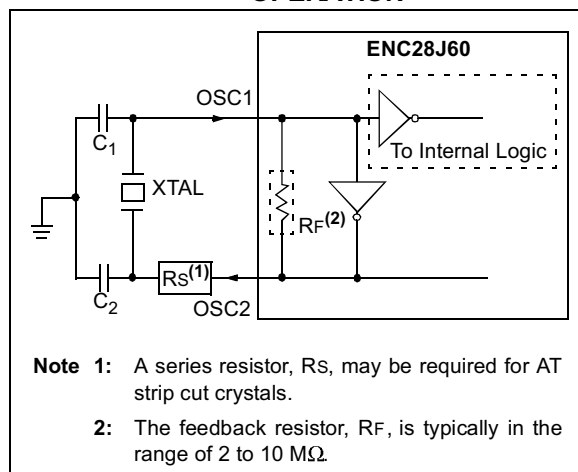 ENC28J60
OSC1
To Internal Logic
C1
XTAL
RF(2)
C2
RS(1)
OSC2
Note 1: A series resistor, RS, may be required for AT
strip cut crystals.
2: The feedback resistor, RF, is typically in the
range of 2 to 10 MΩ.